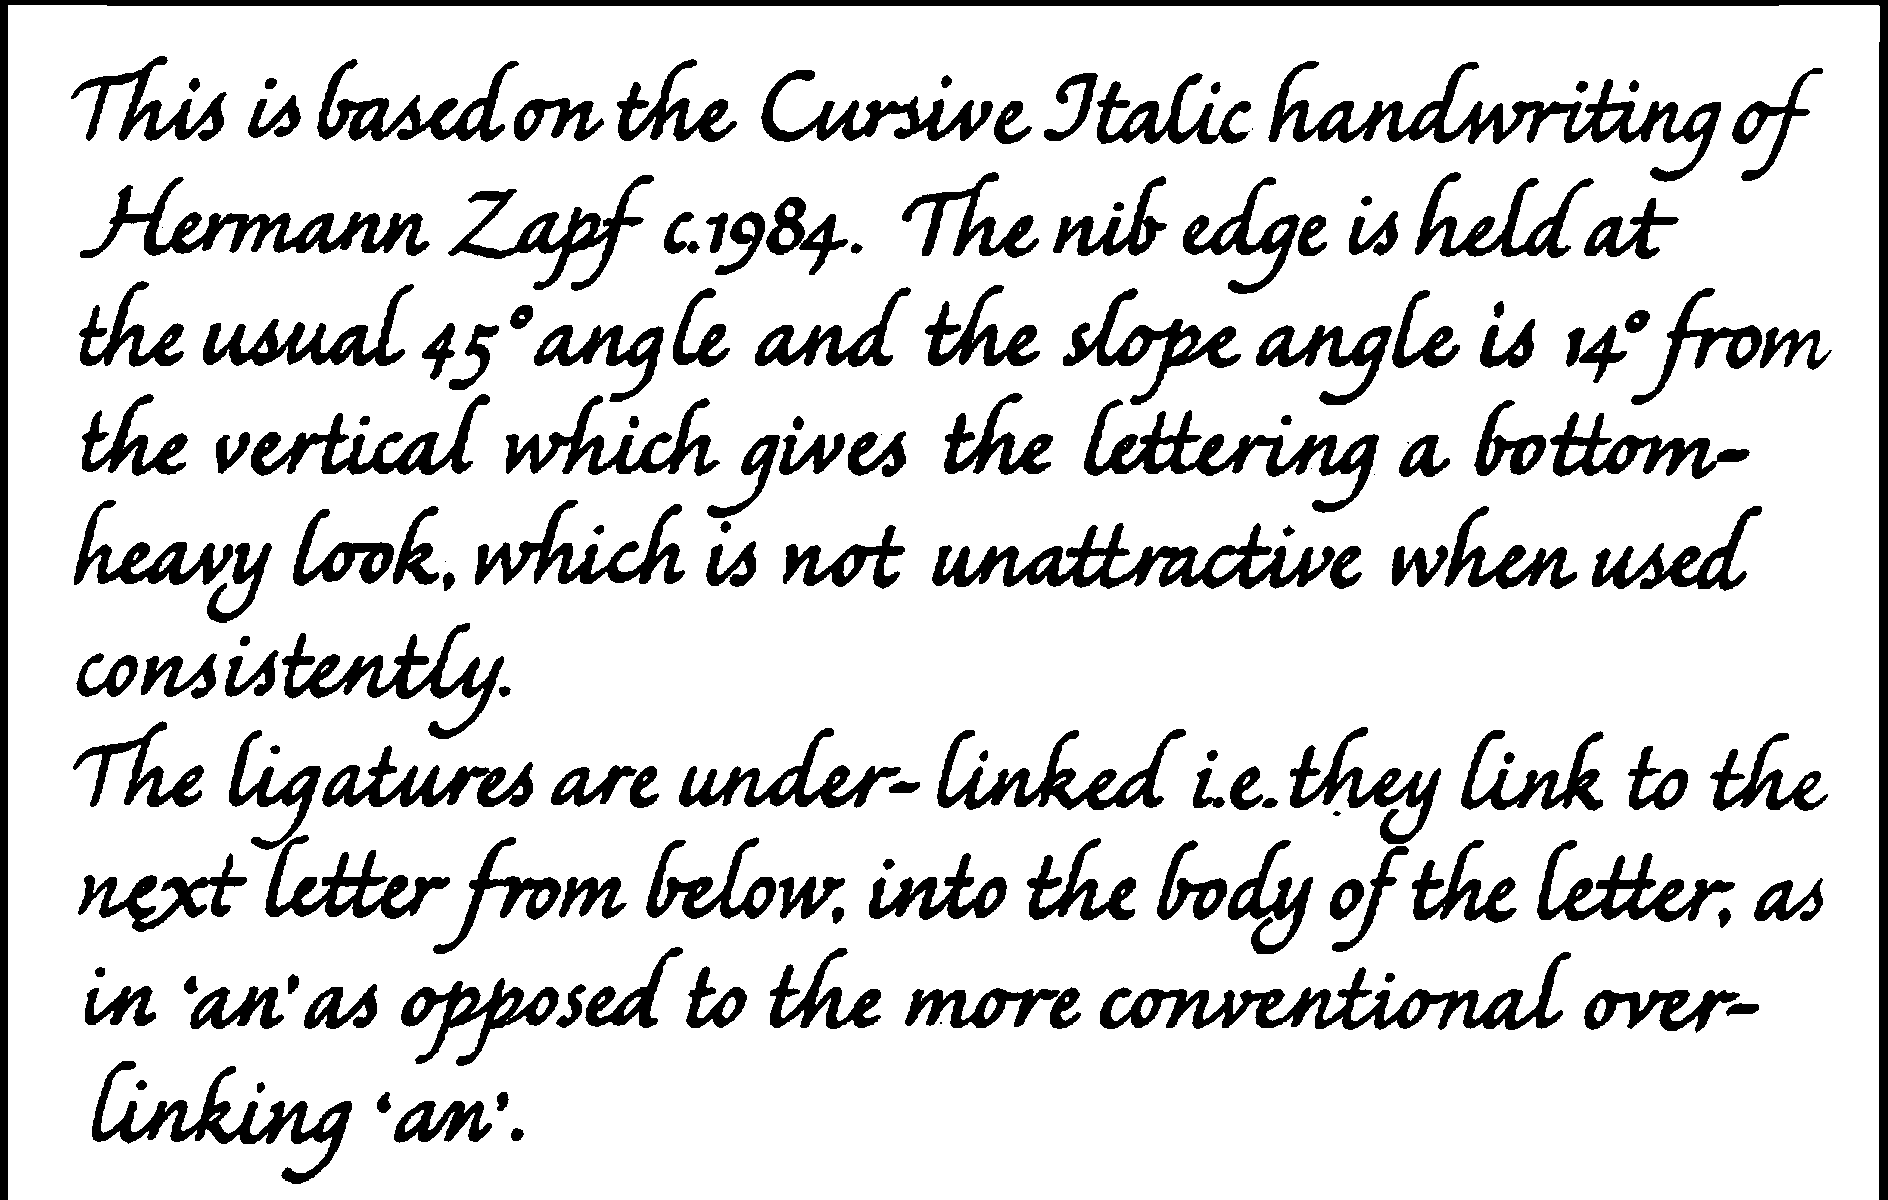 This is based on the Cursive Italic handwriting of
Hermann Zapf c.1984. The nib edge is held at
the usual 45° angle and the slope angle is 14° from
the vertical which gives the lettering a bottom-
heavy look, which is not unattractive when used
consistently.
The ligatures are under-linked i.e. they link to the
next letter from below, into the body of the letter, as
in ‘an’ as opposed to the more conventional over-
linking ‘an’.